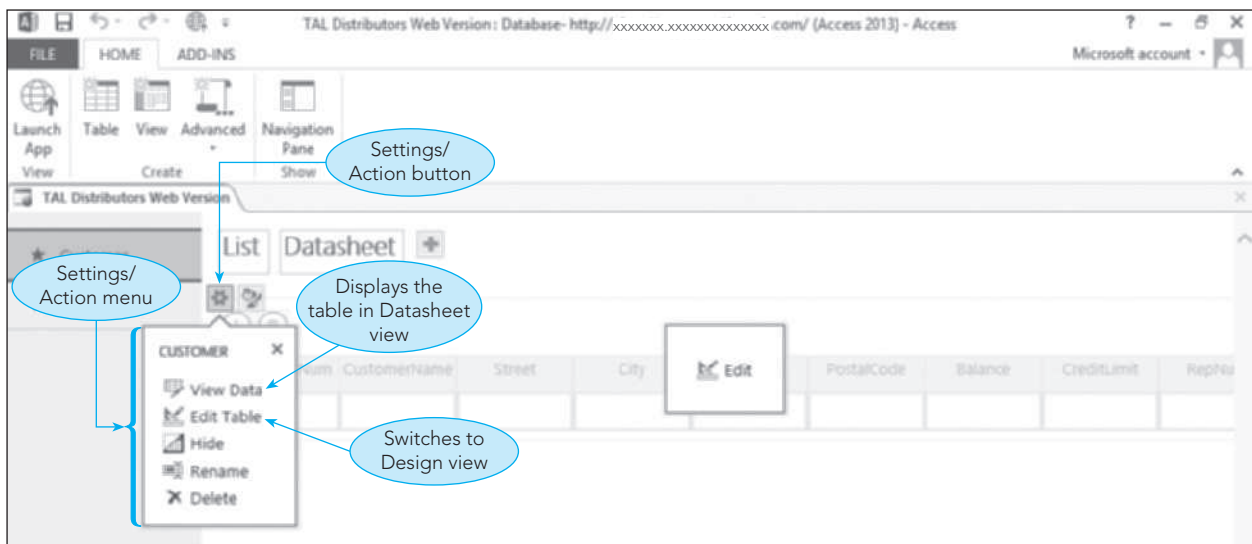 TAL Distributors Web Version : Database- http://xxxxxxx.xxxxxxxxxxxxxx.com/ (Access 2013) - Access
?
FILE HOME ADD-INS
Microsoft account
Launch App
Table
View
Advanced
Navigation Pane
View
Create
Show
Settings/
Action button
TAL Distributors Web Version
List Datasheet
Settings/
Action menu
Displays the
table in Datasheet
view
CUSTOMER
View Data
Edit Table
Hide
Rename
Delete
CustomerName Street City Edit PostalCode Balance CreditLimit
Switches to
Design view